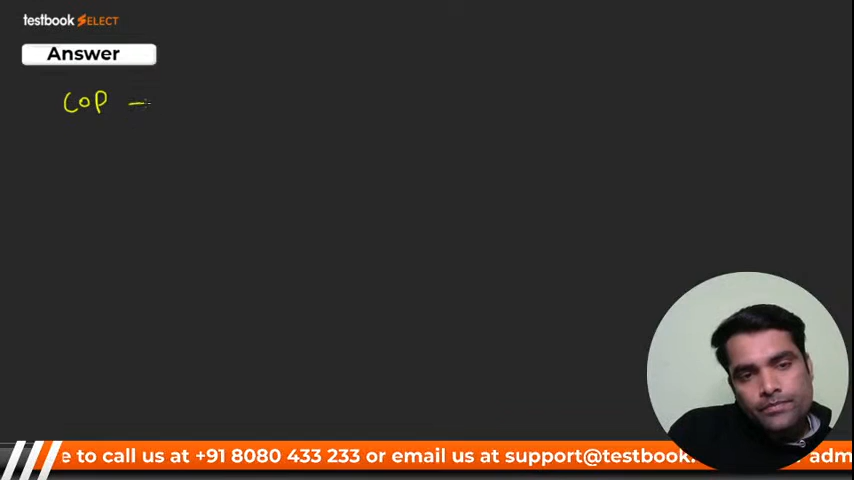 testbook SELECT
Answer
COP -
e to call us at +91 8080 433 233 or email us at support@testbook. adm